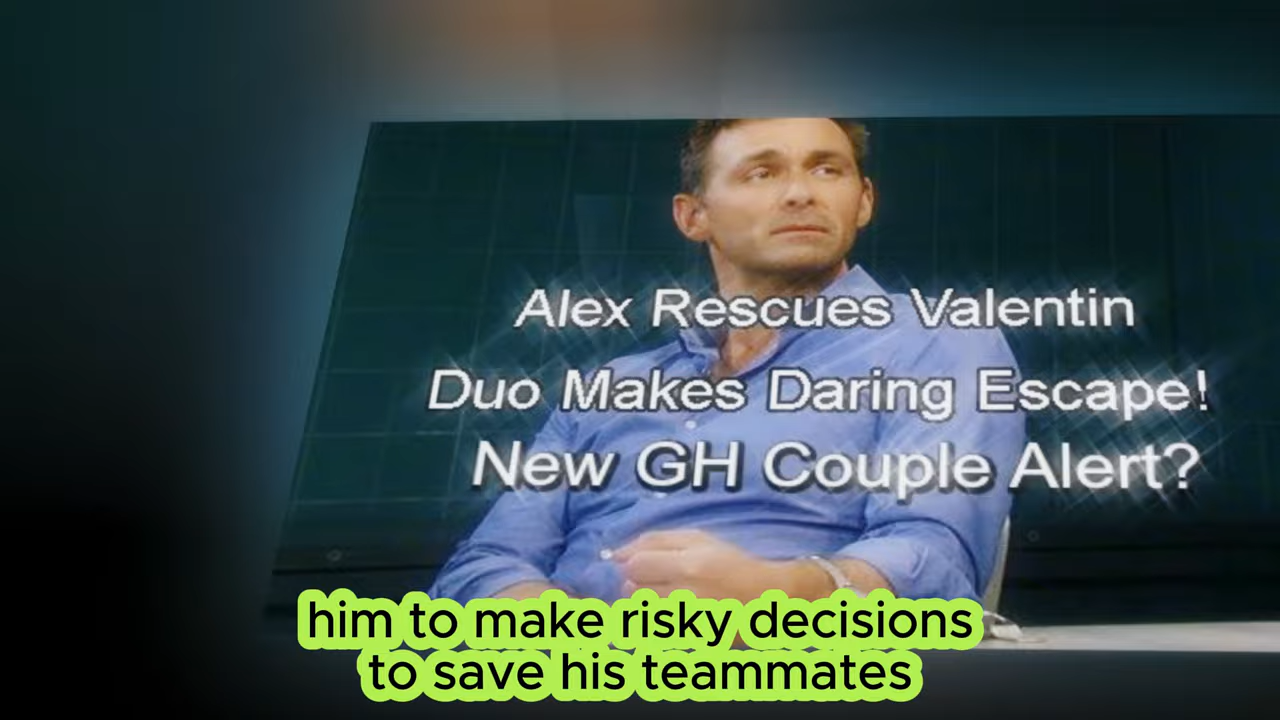 Alex Rescues Valentin
Duo Makes Daring Escape!
New GH Couple Alert?
him to make risky decisions
to save his teammates